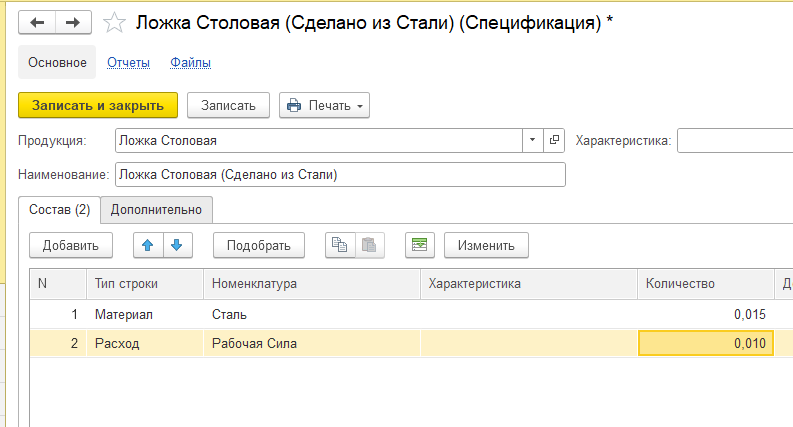 Ложка Столовая (Сделано из Стали) (Спецификация) *
Основное Отчеты Файлы
Записать и закрыть Записать Печать
Продукция: Ложка Столовая Характеристика:
Наименование: Ложка Столовая (Сделано из Стали)
Состав (2) Дополнительно
Добавить Подобрать Изменить
N Тип строки Номенклатура Характеристика Количество
1 Материал Сталь 0,015
2 Расход Рабочая Сила 0,010